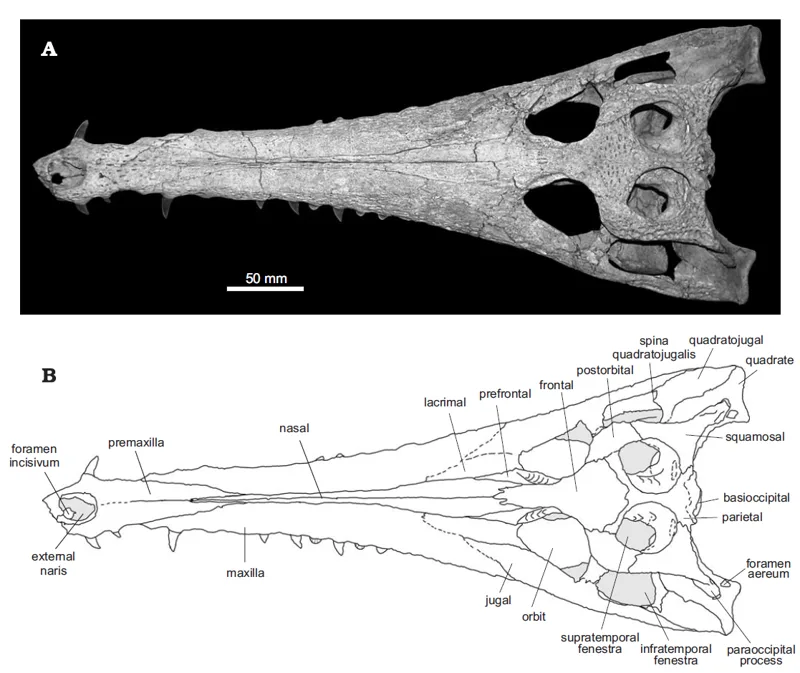 A
50 mm
B
spina
quadratojugalis
quadratojugal
quadrate
postorbital
frontal
prefrontal
lacrimal
nasal
premaxilla
foramen
incisivum
squamosal
basioccipital
parietal
external
naris
maxilla
jugal
orbit
supratemporal
fenestra
infratemporal
fenestra
foramen
aereum
paraoccipital
process